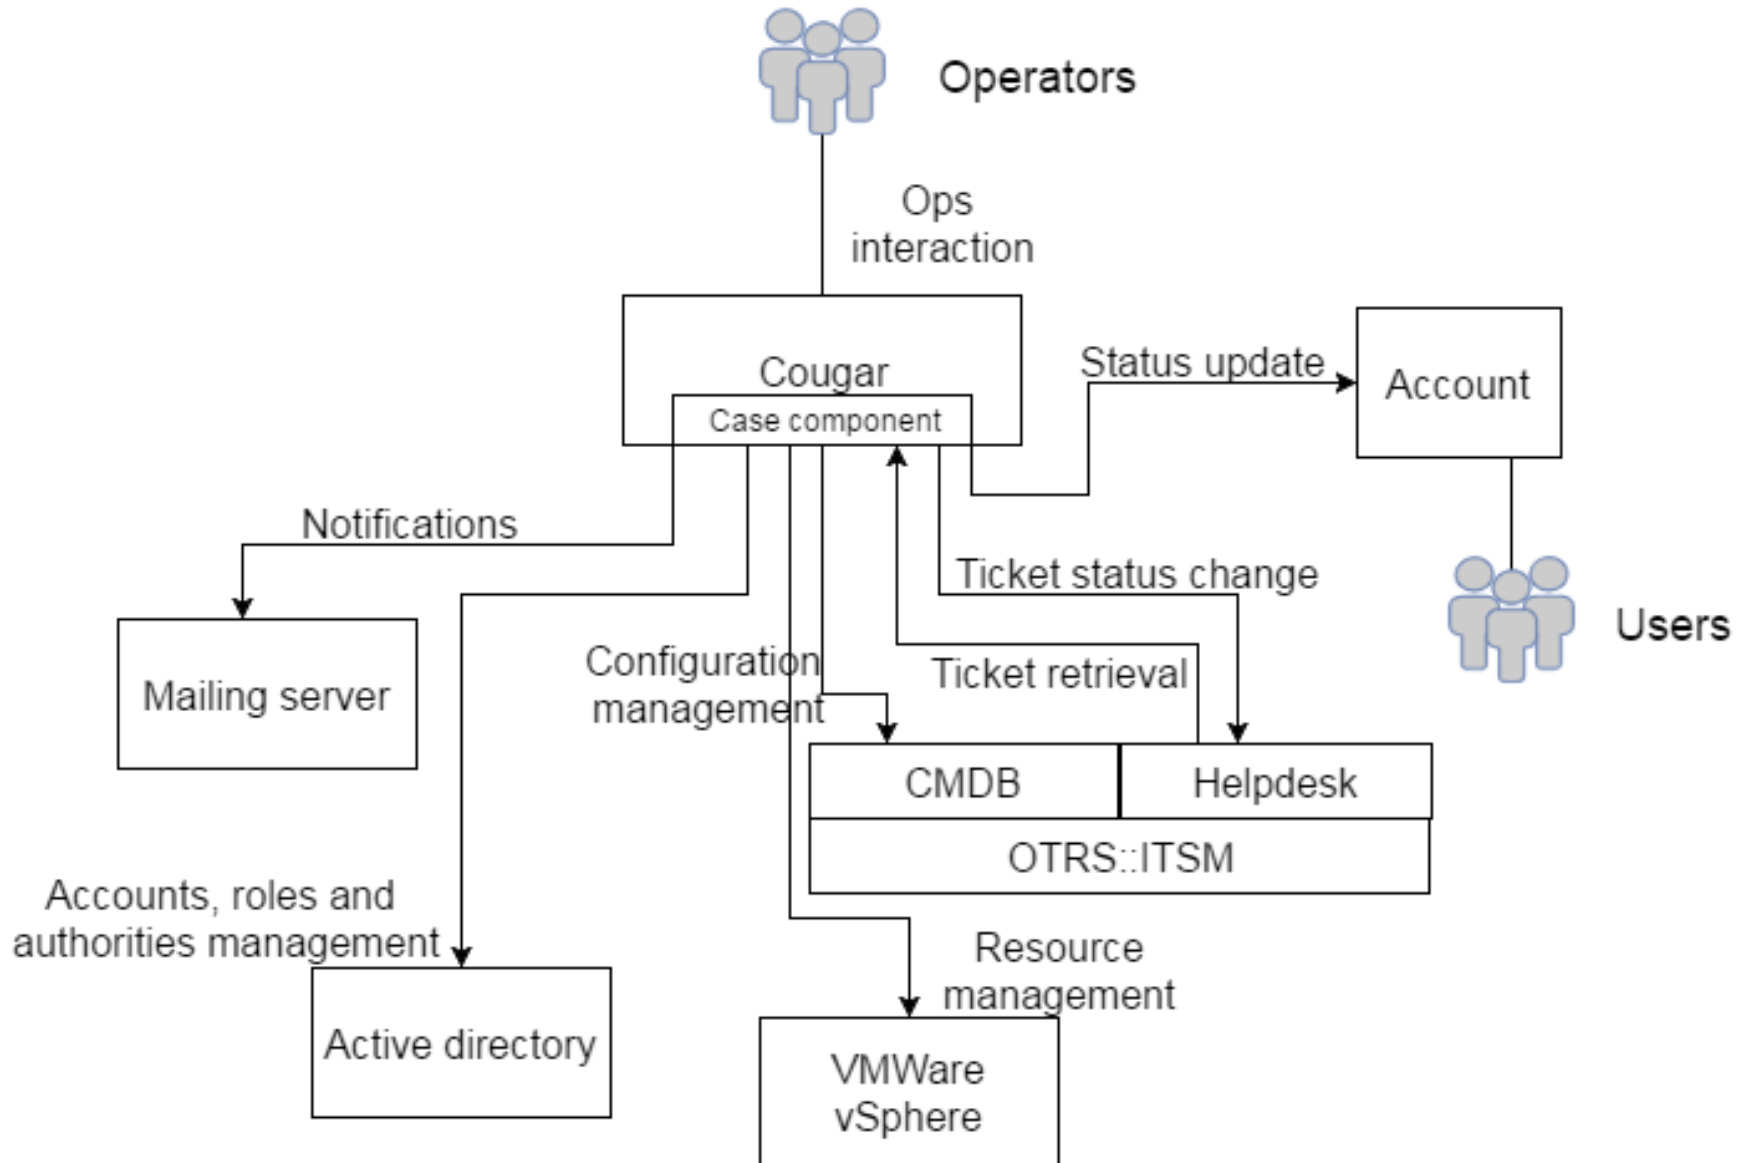 Operators
Ops
interaction
Cougar
Case component
Status update
Account
Notifications
Ticket status change
Users
Configuration
management
Ticket retrieval
Mailing server
CMDB
Helpdesk
OTRS::ITSM
Accounts, roles and
authorities management
Resource
management
Active directory
VMWare
vSphere